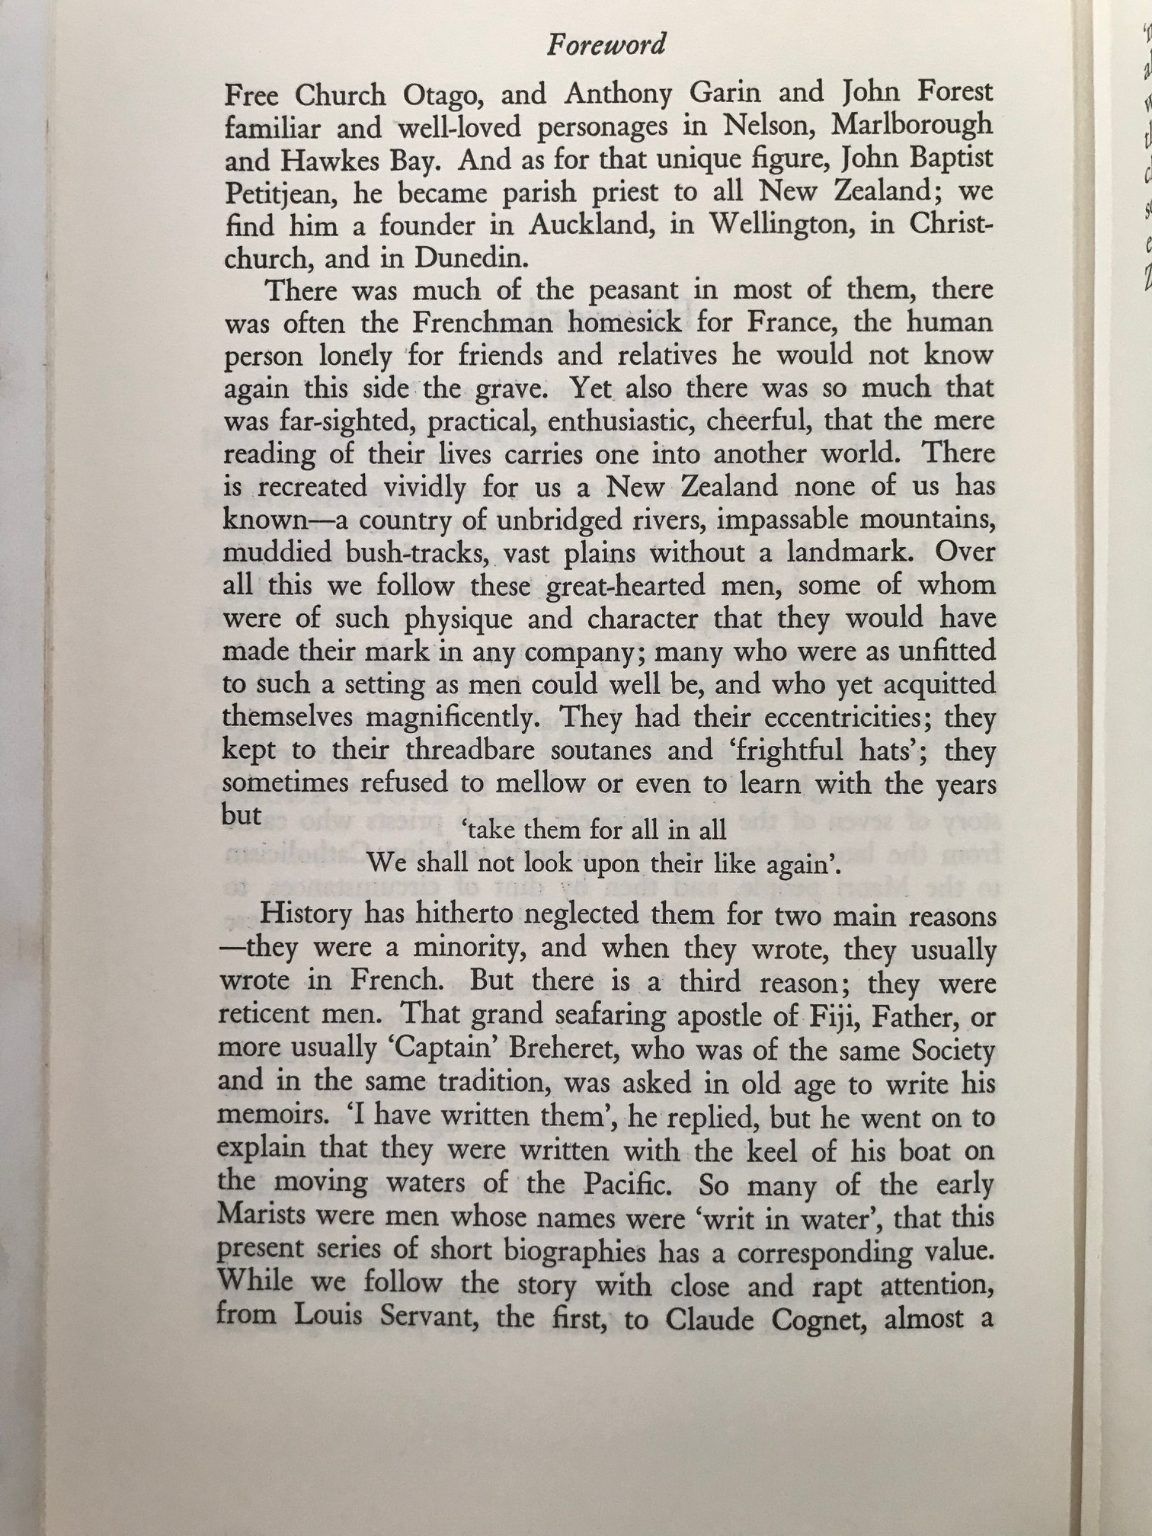 Foreword
Free Church Otago, and Anthony Garin and John Forest
familiar and well-loved personages in Nelson, Marlborough
and Hawkes Bay. And as for that unique figure, John Baptist
Petitjean, he became parish priest to all New Zealand; we
find him a founder in Auckland, in Wellington, in Christ-
church, and in Dunedin.
There was much of the peasant in most of them, there
was often the Frenchman homesick for France, the human
person lonely for friends and relatives he would not know
again this side the grave. Yet also there was so much that
was far-sighted, practical, enthusiastic, cheerful, that the mere
reading of their lives carries one into another world. There
is recreated vividly for us a New Zealand none of us has
known—a country of unbridged rivers, impassable mountains,
muddied bush-tracks, vast plains without a landmark. Over
all this we follow these great-hearted men, some of whom
were of such physique and character that they would have
made their mark in any company; many who were as unfitted
to such a setting as men could well be, and who yet acquitted
themselves magnificently. They had their eccentricities; they
kept to their threadbare soutanes and ‘frightful hats’; they
sometimes refused to mellow or even to learn with the years
but
‘take them for all in all
We shall not look upon their like again’.
History has hitherto neglected them for two main reasons
—they were a minority, and when they wrote, they usually
wrote in French. But there is a third reason; they were
reticent men. That grand seafaring apostle of Fiji, Father, or
more usually ‘Captain’ Breheret, who was of the same Society
and in the same tradition, was asked in old age to write his
memoirs. ‘I have written them’, he replied, but he went on to
explain that they were written with the keel of his boat on
the moving waters of the Pacific. So many of the early
Marists were men whose names were ‘writ in water’, that this
present series of short biographies has a corresponding value.
While we follow the story with close and rapt attention,
from Louis Servant, the first, to Claude Cognet, almost a